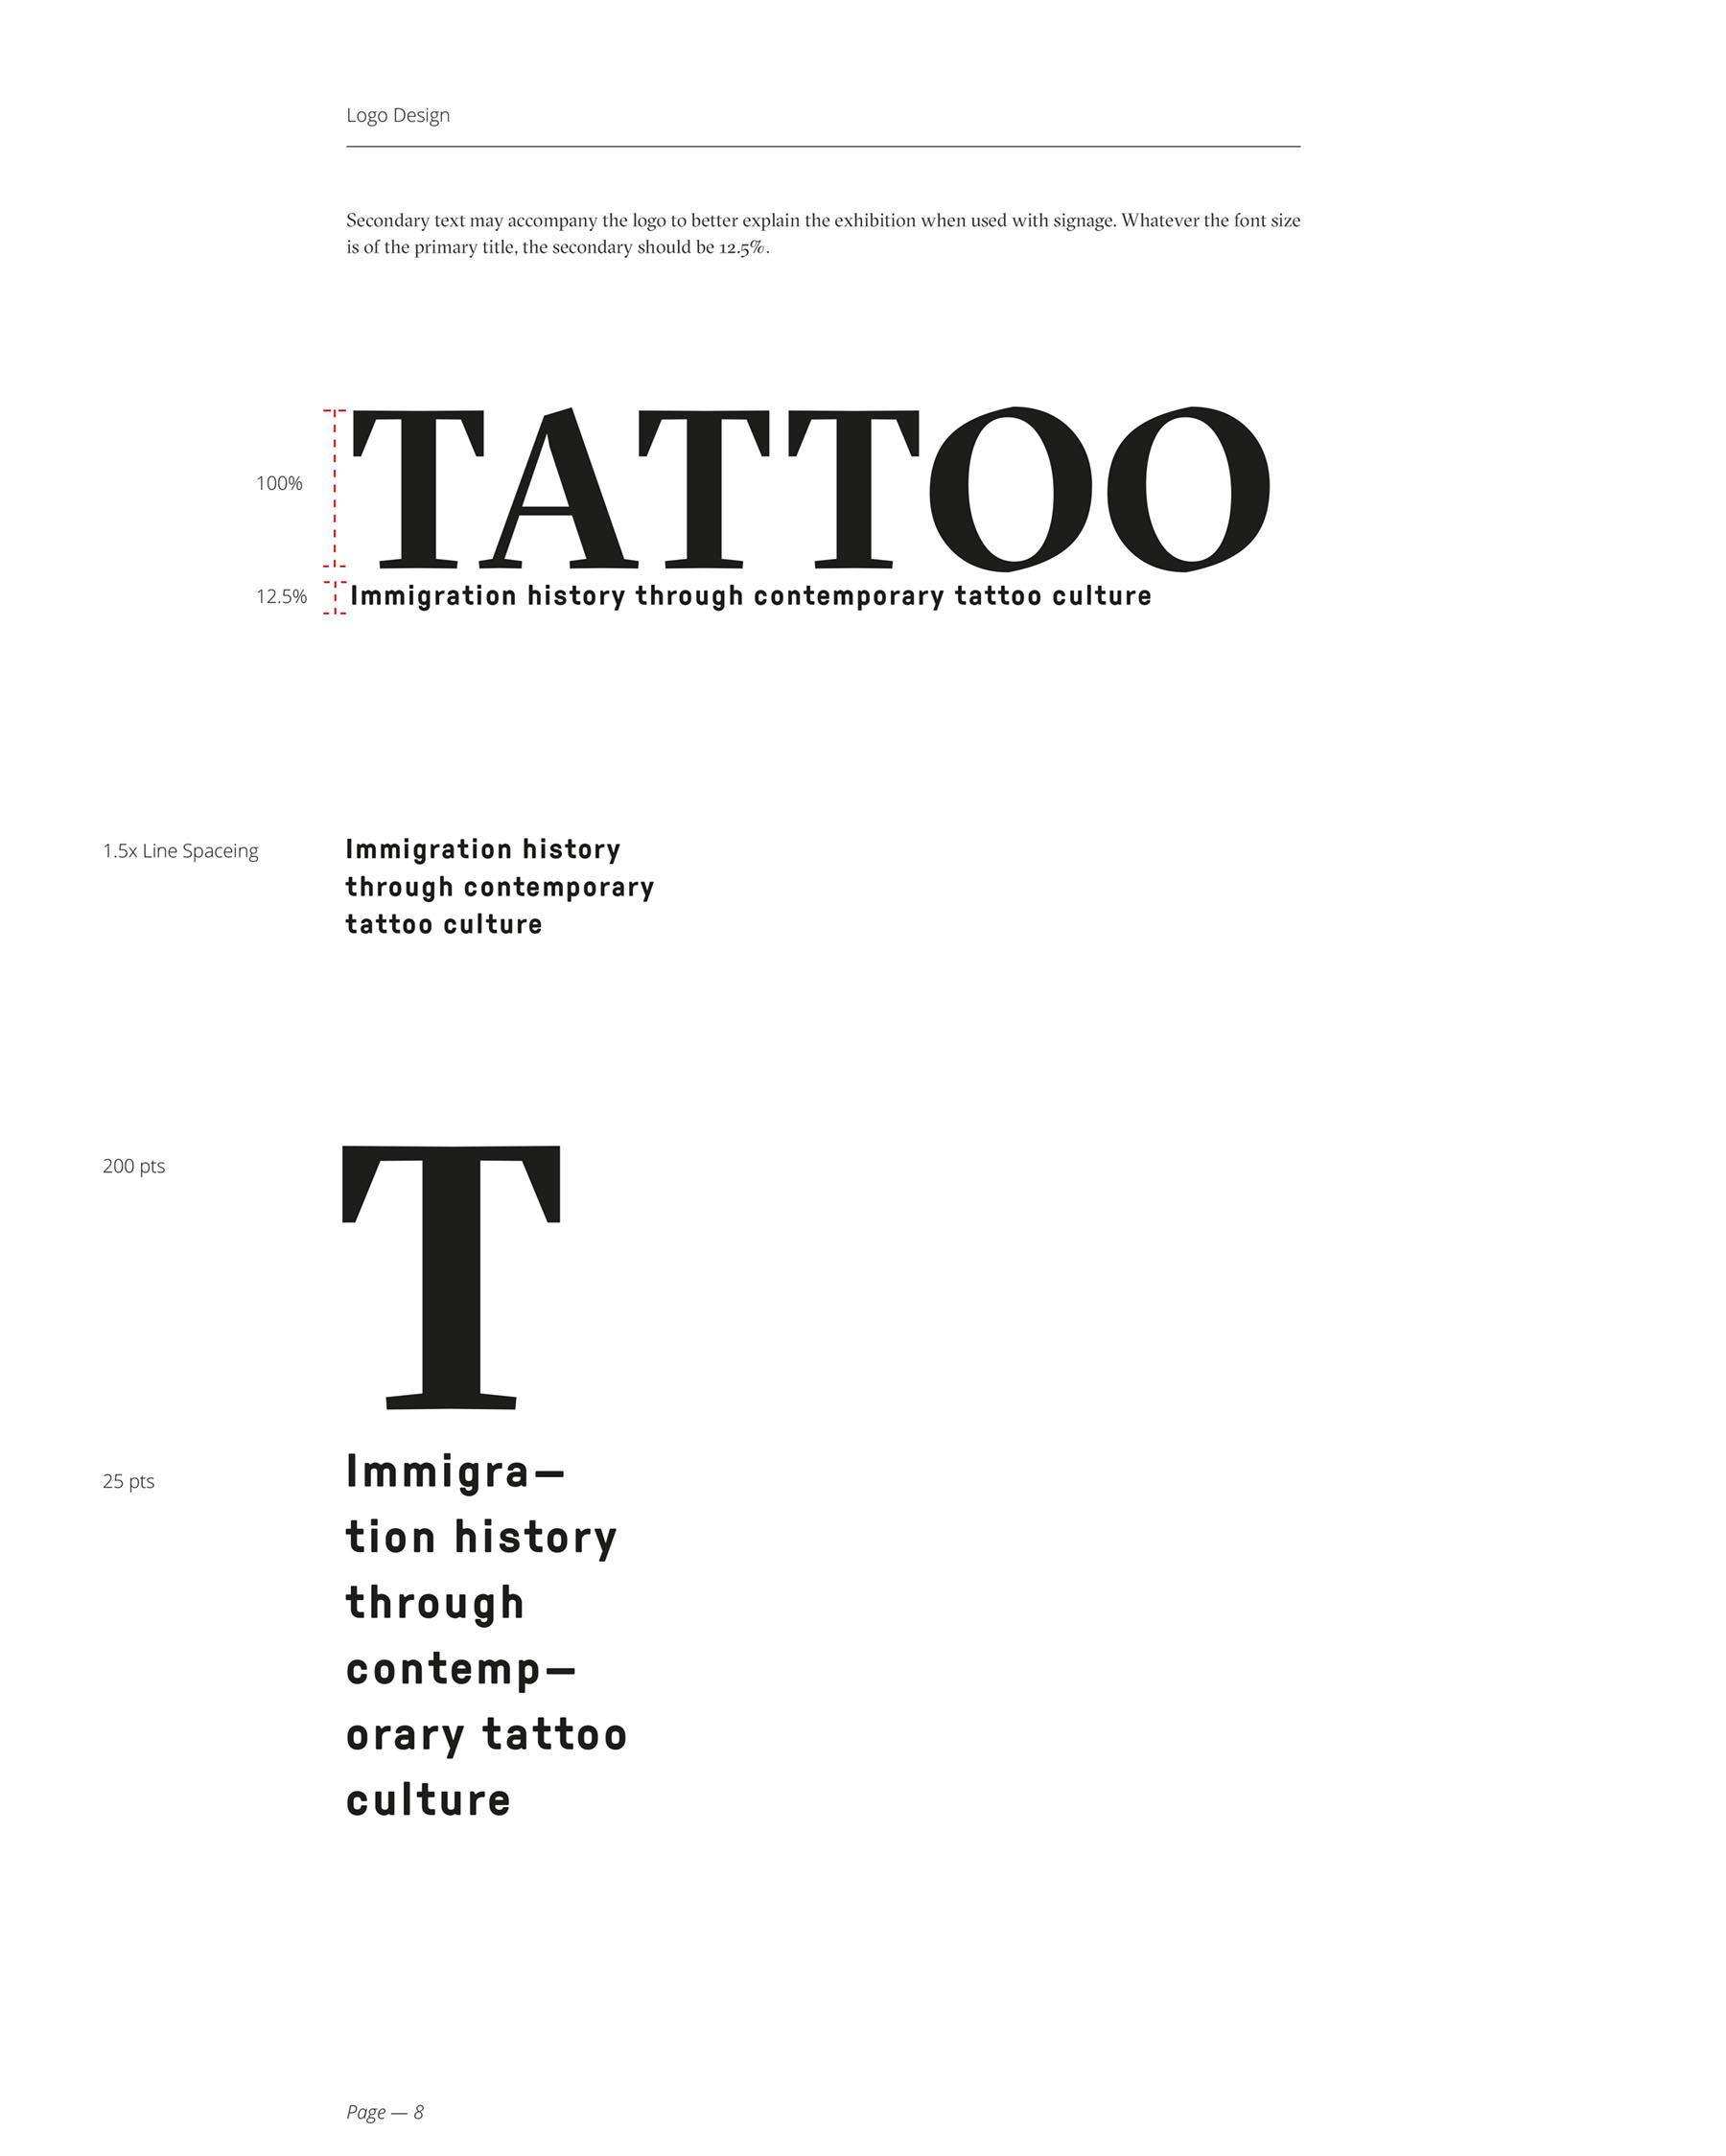 Logo Design
Secondary text may accompany the logo to better explain the exhibition when used with signage. Whatever the font size
is of the primary title, the secondary should be 12.5%.
100%
TATTOO
12.5%
Immigration history through contemporary tattoo culture
1.5x Line Spaceing
Immigration history
through contemporary
tattoo culture
200 pts
T
25 pts
Immigra—
tion history
through
contemp—
orary tattoo
culture
Page — 8